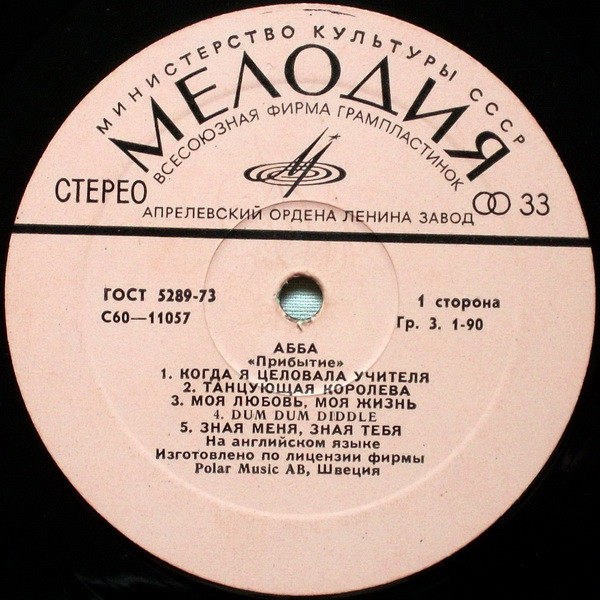 МИНИСТЕРСТВО КУЛЬТУРЫ СССР
МЕЛОДИЯ
ВСЕСОЮЗНАЯ ФИРМА ГРАМПЛАСТИНОК
СТЕРЕО
33
АПРЕЛЕВСКИЙ ОРДЕНА ЛЕНИНА ЗАВОД
ГОСТ 5289-73
С60—11057
1 сторона
Гр. 3. 1-90
АББА
«Прибытие»
1. КОГДА Я ЦЕЛОВАЛА УЧИТЕЛЯ
2. ТАНЦУЮЩАЯ КОРОЛЕВА
3. МОЯ ЛЮБОВЬ, МОЯ ЖИЗНЬ
4. DUM DUM DIDDLE
5. ЗНАЯ МЕНЯ, ЗНАЯ ТЕБЯ
На английском языке
Изготовлено по лицензии фирмы
Polar Music AB, Швеция